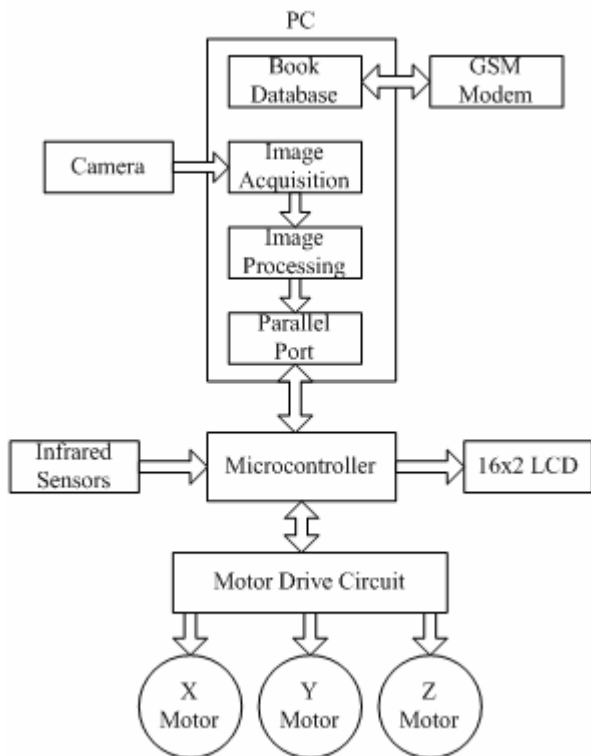 PC
Book
Database
GSM
Modem
Camera
Image
Acquisition
Image
Processing
Parallel
Port
Infrared
Sensors
Microcontroller
16x2 LCD
Motor Drive Circuit
X
Motor
Y
Motor
Z
Motor